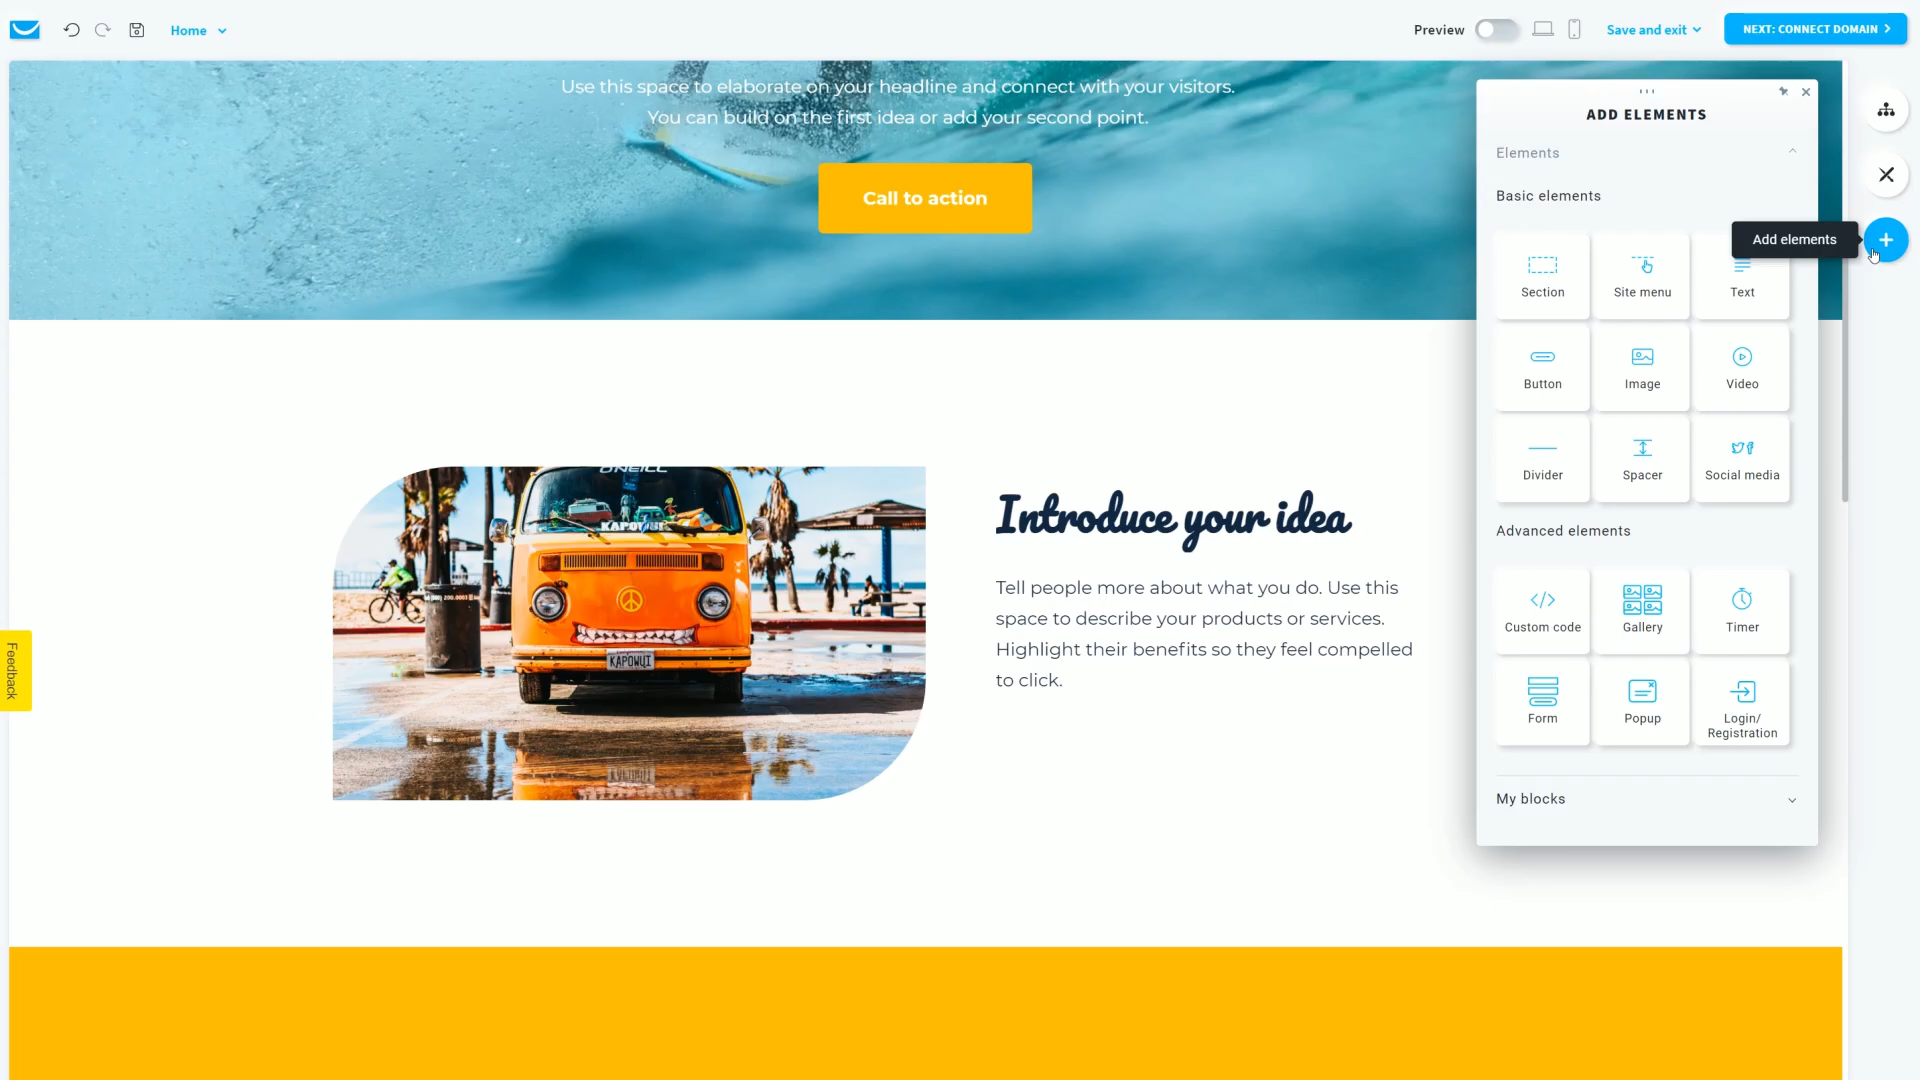 Home
Preview
Save and exit
NEXT: CONNECT DOMAIN
Use this space to elaborate on your headline and connect with your visitors.
You can build on the first idea or add your second point.
Call to action
ADD ELEMENTS
Elements
Basic elements
Add elements
Section
Site menu
Text
Button
Image
Video
Divider
Spacer
Social media
Advanced elements
Custom code
Gallery
Timer
Form
Popup
Login/
Registration
My blocks
O'NEILL
KAPOWUI
KAPOWUI
Introduce your idea
Tell people more about what you do. Use this
space to describe your products or services.
Highlight their benefits so they feel compelled
to click.
Feedback